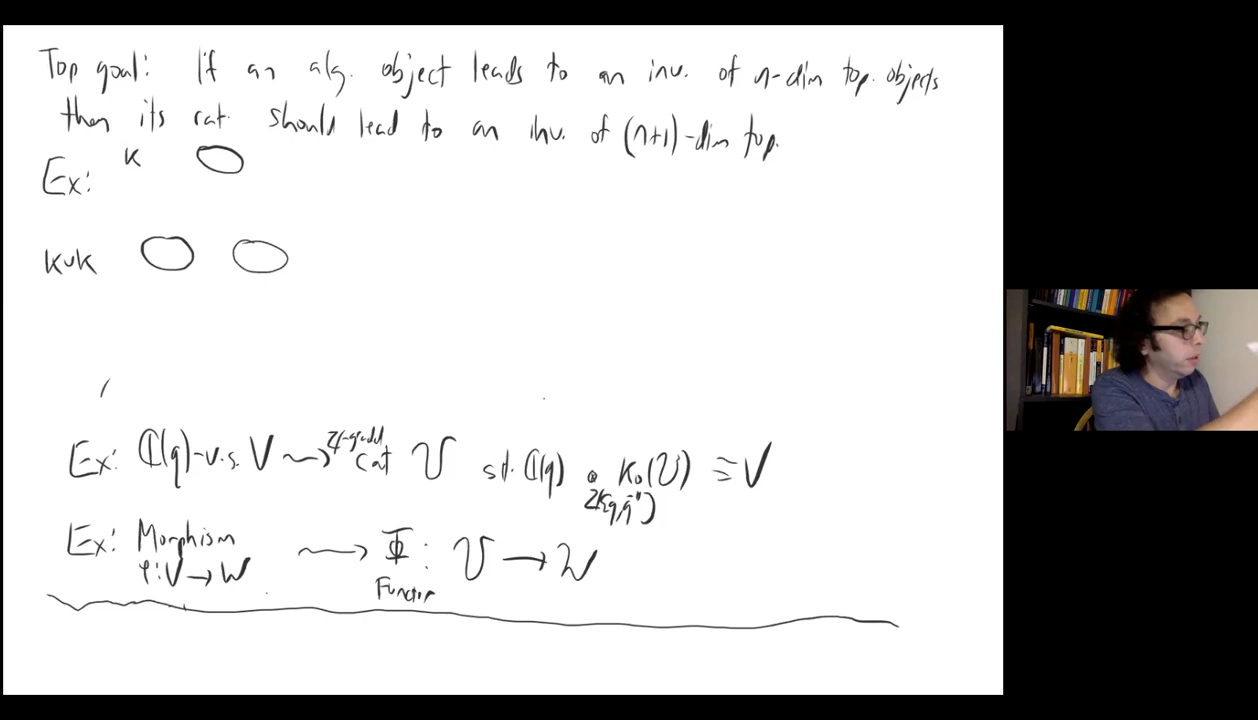 Top goal: If an alg. object leads to an inv. of n-dim top. objects
then its cat. should lead to an inv. of (n+1)-dim top.
K
Ex:
K∪K
Ex: ℂ(q)-v.s. V ⇝ ℤ-graded Cat 𝒱 st. ℂ(q) ⊗ K₀(𝒱) ≅ V
ℤ[q,q⁻¹]
Ex: Morphism ⇝ Φ: 𝒱 → 𝒲
φ: V → W Functor